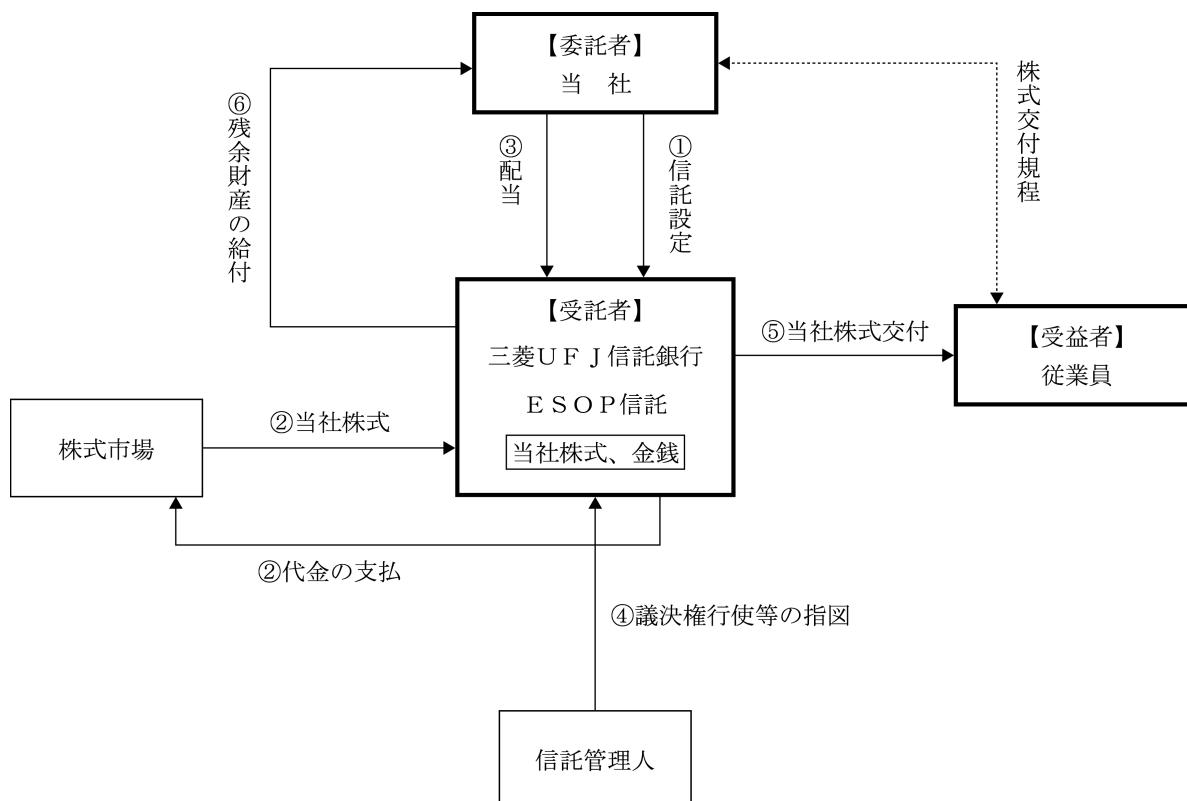 【委託者】
当　社
株式交付規程
⑥残余財産の給付
③配当
①信託設定
【受託者】
三菱ＵＦＪ信託銀行
ＥＳＯＰ信託
当社株式、金銭
⑤当社株式交付
【受益者】
従業員
②当社株式
株式市場
②代金の支払
④議決権行使等の指図
信託管理人